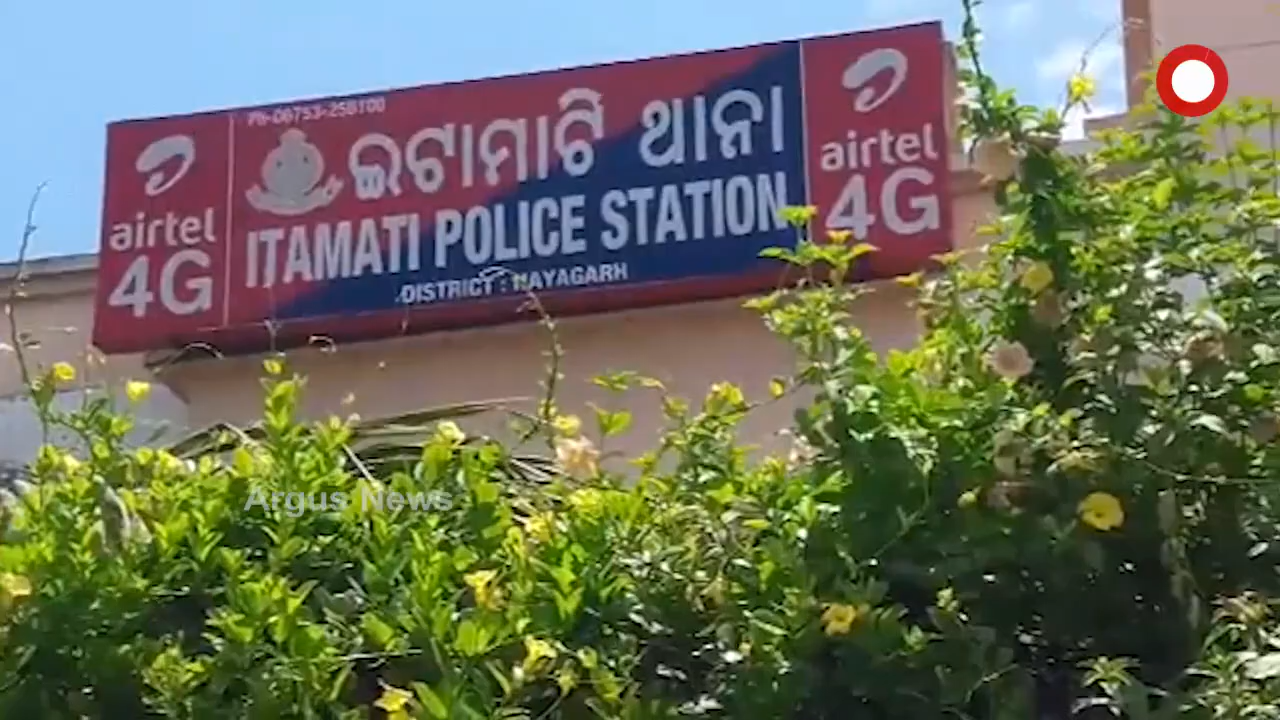 Ph-06753-258100
airtel
4G
ଇଟାମାଟି ଥାନା
ITAMATI POLICE STATION
DISTRICT : NAYAGARH
airtel
4G
Argus News